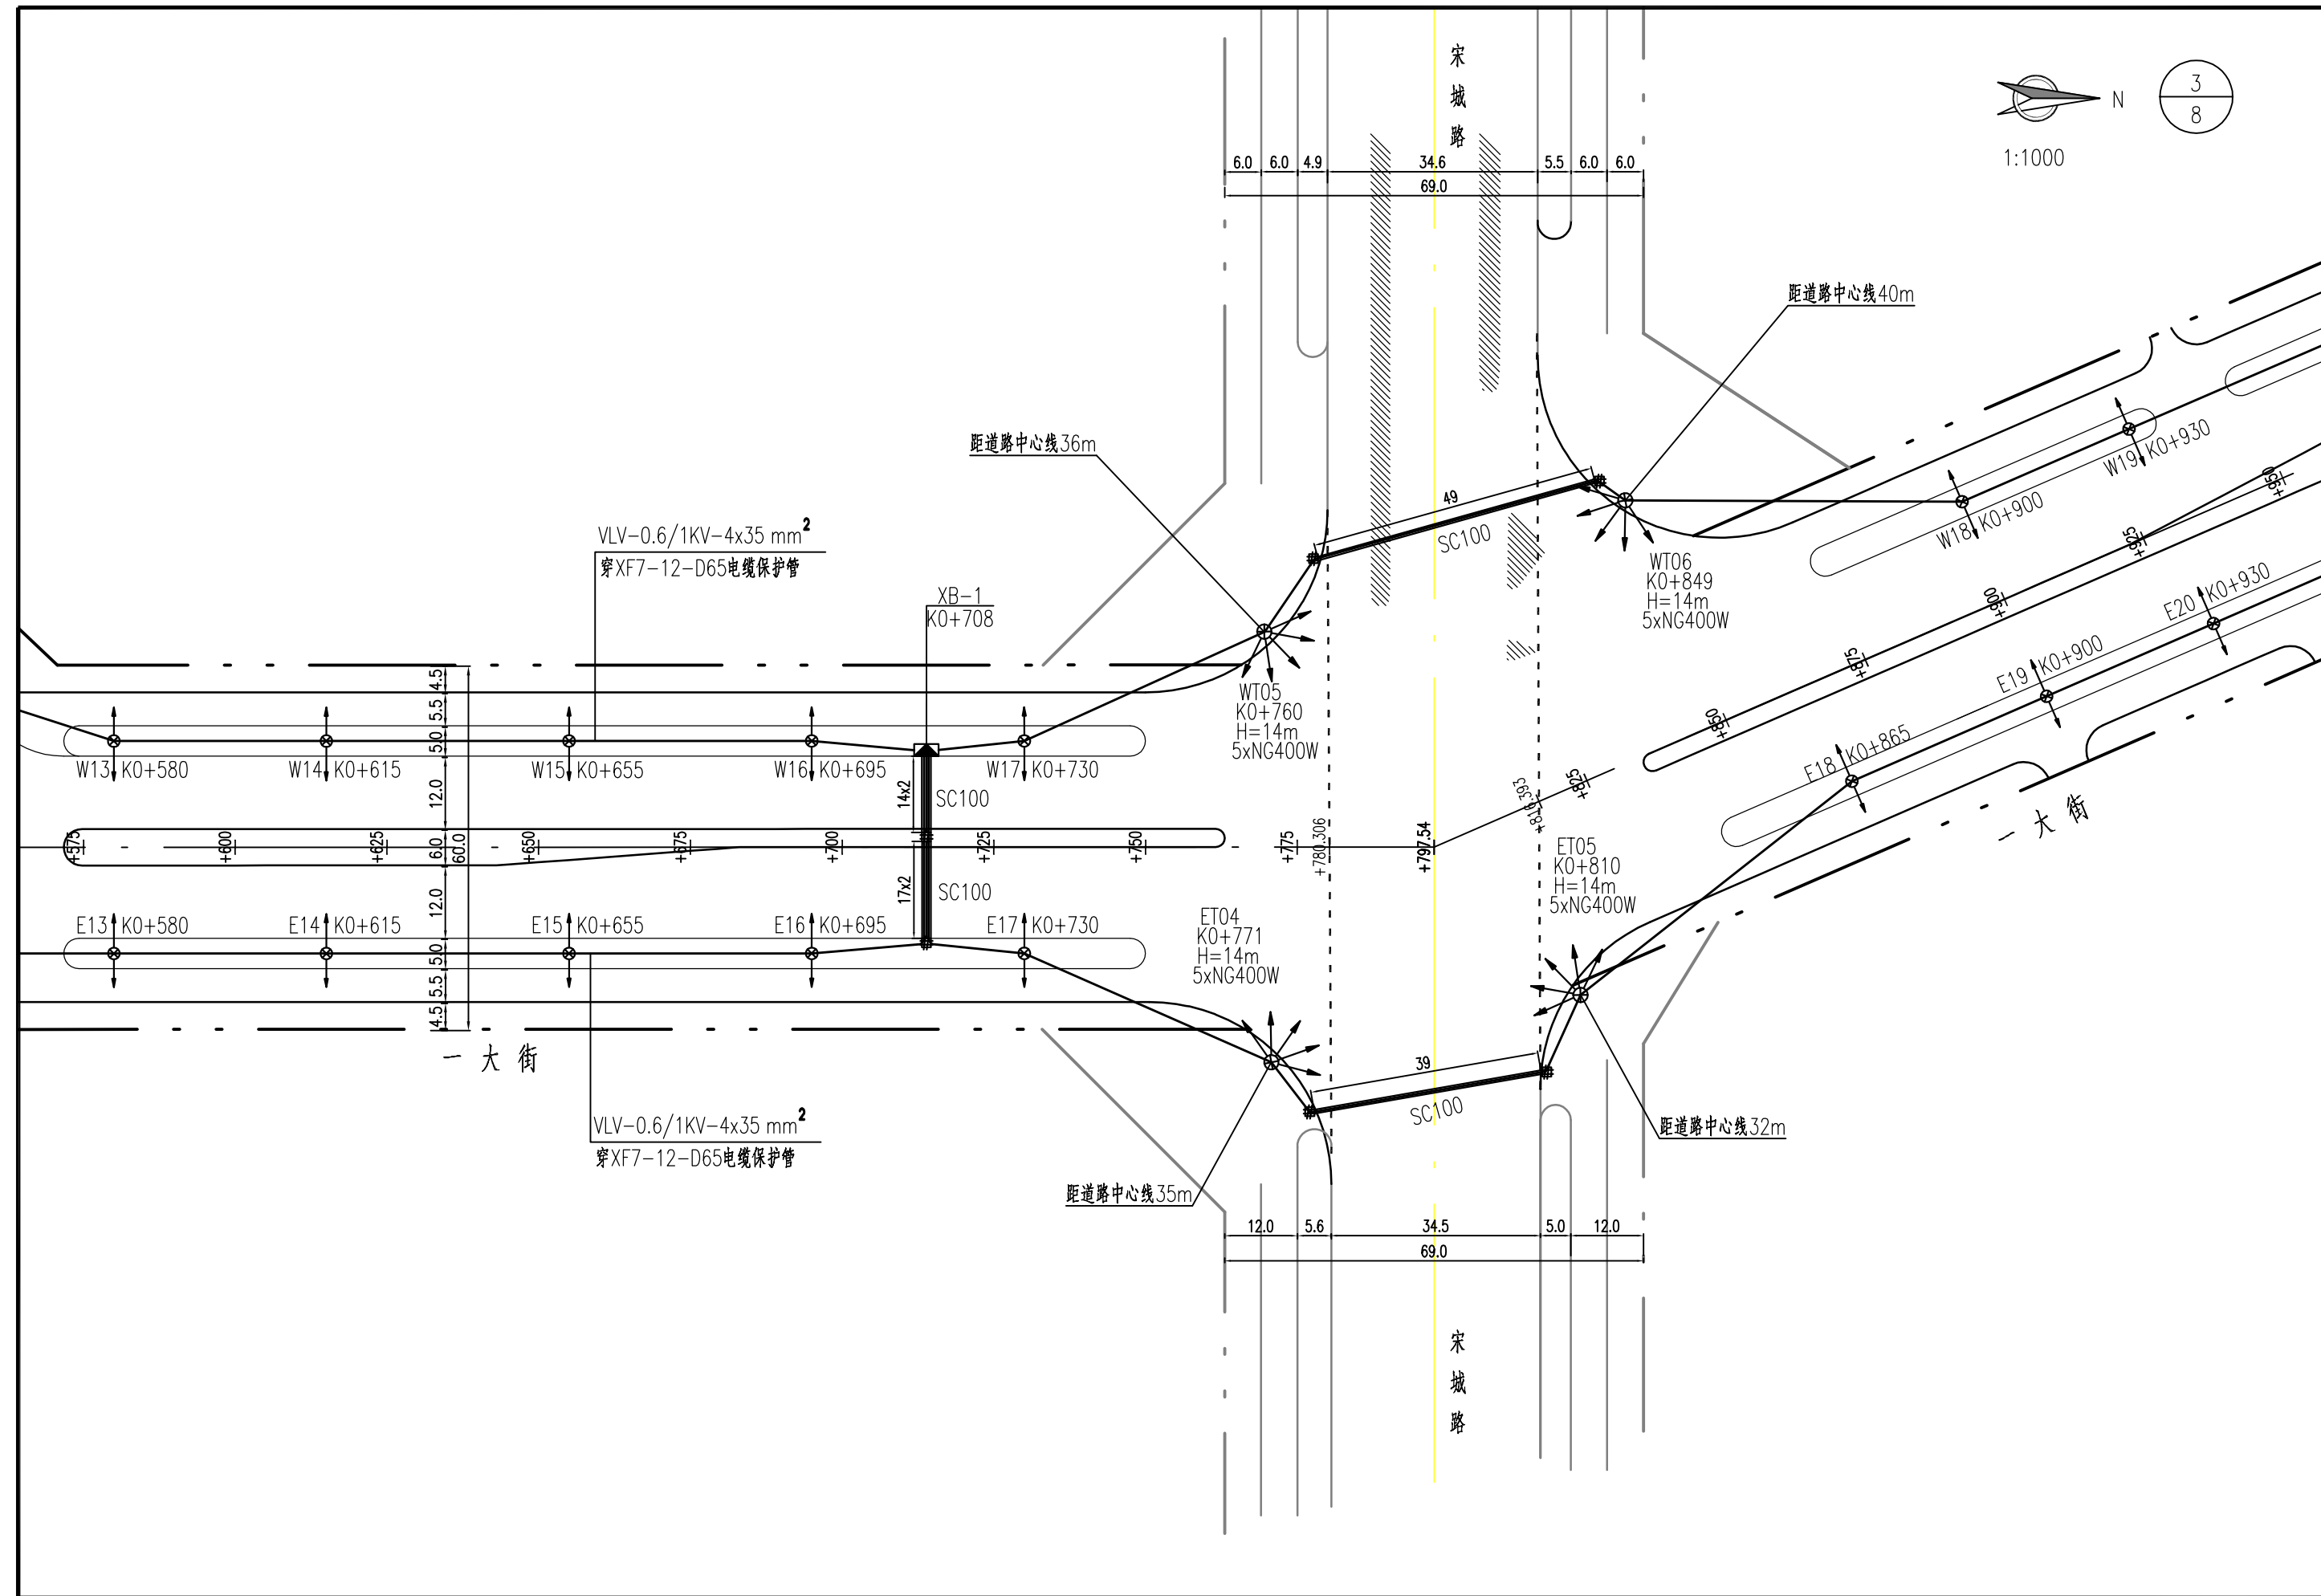 宋
城
路
N
3
8
1:1000
6.0 6.0 4.9 34.6 5.5 6.0 6.0
69.0
距道路中心线40m
距道路中心线36m
49
SC100
W19 K0+930
W18 K0+900
+950
+925
+900
+875
+850
+825
E20 K0+930
E19 K0+900
E18 K0+865
VLV-0.6/1KV-4x35 mm2
穿XF7-12-D65电缆保护管
XB-1
K0+708
WT06
K0+849
H=14m
5xNG400W
WT05
K0+760
H=14m
5xNG400W
4.5
5.5
5.0
12.0
6.0
60.0
12.0
5.0
5.5
4.5
W13 K0+580
W14 K0+615
W15 K0+655
W16 K0+695
W17 K0+730
14x2
SC100
+575 +600 +625 +650 +675 +700 +725 +750 +775
+780.306
+797.54
+816.393
17x2
SC100
E13 K0+580
E14 K0+615
E15 K0+655
E16 K0+695
E17 K0+730
ET04
K0+771
H=14m
5xNG400W
ET05
K0+810
H=14m
5xNG400W
一大街
一大街
39
SC100
VLV-0.6/1KV-4x35 mm2
穿XF7-12-D65电缆保护管
距道路中心线32m
距道路中心线35m
12.0 5.6 34.5 5.0 12.0
69.0
宋
城
路